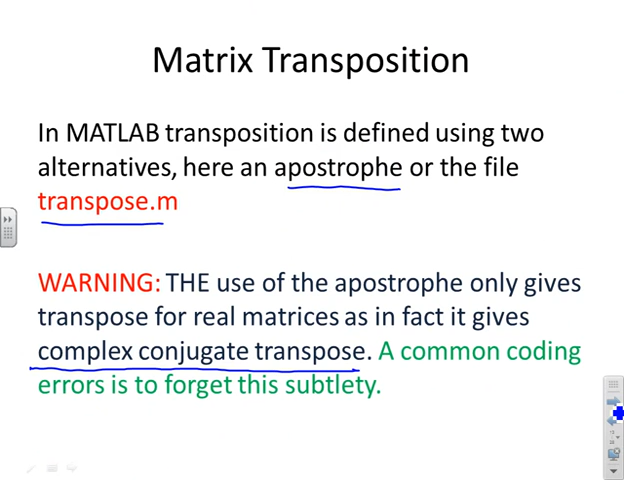 Matrix Transposition
In MATLAB transposition is defined using two
alternatives, here an apostrophe or the file
transpose.m
WARNING: THE use of the apostrophe only gives
transpose for real matrices as in fact it gives
complex conjugate transpose. A common coding
errors is to forget this subtlety.